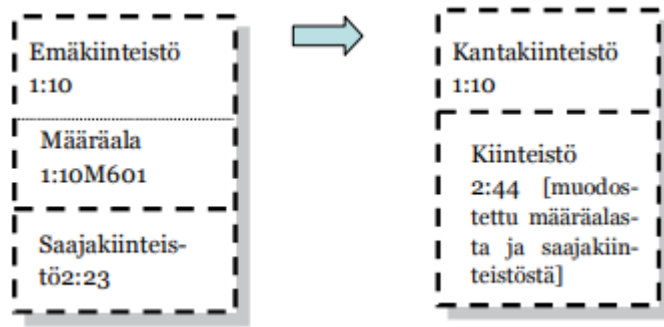 Emäkiinteistö
1:10
Määräala
1:10M601
Saajakiinteis-
tö2:23
Kantakiinteistö
1:10
Kiinteistö
2:44 [muodos-
tettu määräalas-
ta ja saajakiin-
teistöstä]